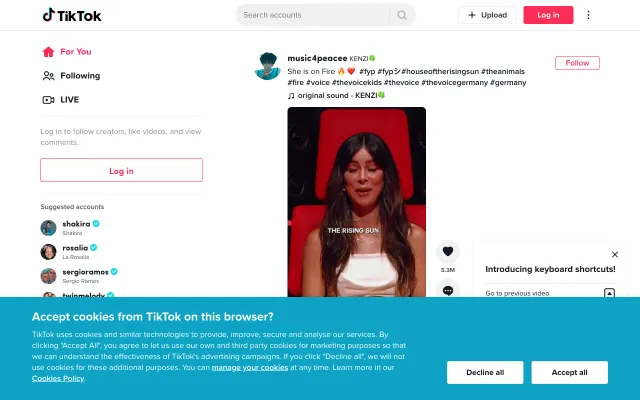 TikTok
Search accounts
Upload
Log in
For You
Following
LIVE
Log in to follow creators, like videos, and view
comments.
Log in
Suggested accounts
shakira
Shakira
rosalia
La Rosalia
sergioramos
Sergio Ramos
twinmelody
music4peacee KENZI🍀
She is on Fire 🔥❤️ #fyp #fypシ#houseoftherisingsun #theanimals
#fire #voice #thevoicekids #thevoice #thevoicegermany #germany
♫ original sound - KENZI🍀
Follow
THE RISING SUN
5.3M
Introducing keyboard shortcuts!
Go to previous video
Accept cookies from TikTok on this browser?
TikTok uses cookies and similar technologies to provide, improve, secure and analyse our services. By
clicking "Accept All", you agree to let us use our own and third party cookies for marketing purposes so that
we can understand the effectiveness of TikTok's advertising campaigns. If you click "Decline all", we will not
use cookies for these additional purposes. You can manage your cookies at any time. Learn more in our
Cookies Policy.
Decline all
Accept all